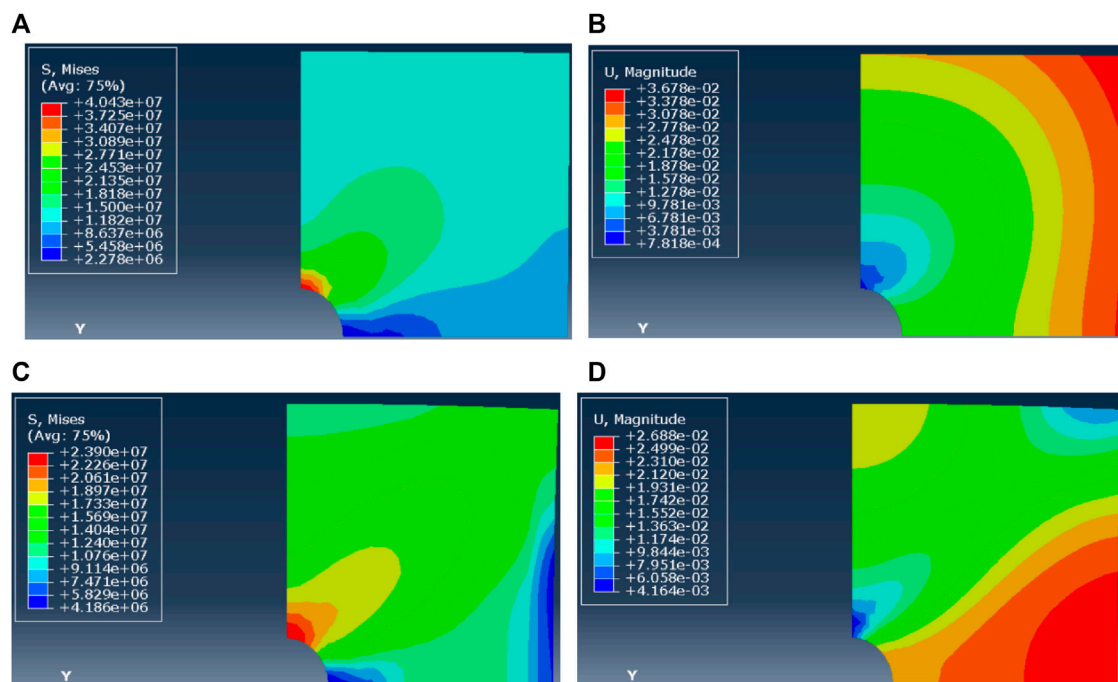 A
S, Mises
(Avg: 75%)
+4.043e+07
+3.725e+07
+3.407e+07
+3.089e+07
+2.771e+07
+2.453e+07
+2.135e+07
+1.818e+07
+1.500e+07
+1.182e+07
+8.637e+06
+5.458e+06
+2.278e+06
Y
B
U, Magnitude
+3.678e-02
+3.378e-02
+3.078e-02
+2.778e-02
+2.478e-02
+2.178e-02
+1.878e-02
+1.578e-02
+1.278e-02
+9.781e-03
+6.781e-03
+3.781e-03
+7.818e-04
Y
C
S, Mises
(Avg: 75%)
+2.390e+07
+2.226e+07
+2.061e+07
+1.897e+07
+1.733e+07
+1.569e+07
+1.404e+07
+1.240e+07
+1.076e+07
+9.114e+06
+7.471e+06
+5.829e+06
+4.186e+06
Y
D
U, Magnitude
+2.688e-02
+2.499e-02
+2.310e-02
+2.120e-02
+1.931e-02
+1.742e-02
+1.552e-02
+1.363e-02
+1.174e-02
+9.844e-03
+7.951e-03
+6.058e-03
+4.164e-03
Y